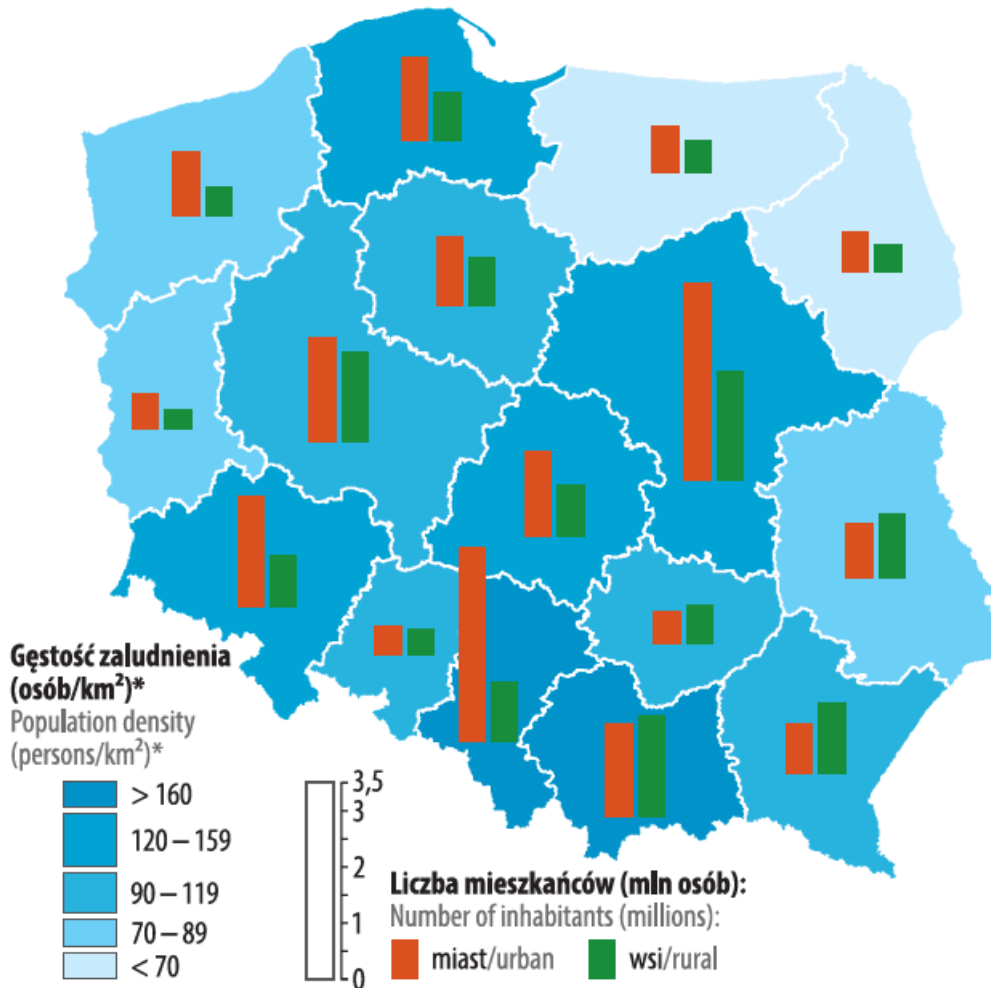 Gęstość zaludnienia
(osób/km²)*
Population density
(persons/km²)*
> 160
120 – 159
90 – 119
70 – 89
< 70
3,5
3
2
1
0
Liczba mieszkańców (mln osób):
Number of inhabitants (millions):
miast/urban
wsi/rural